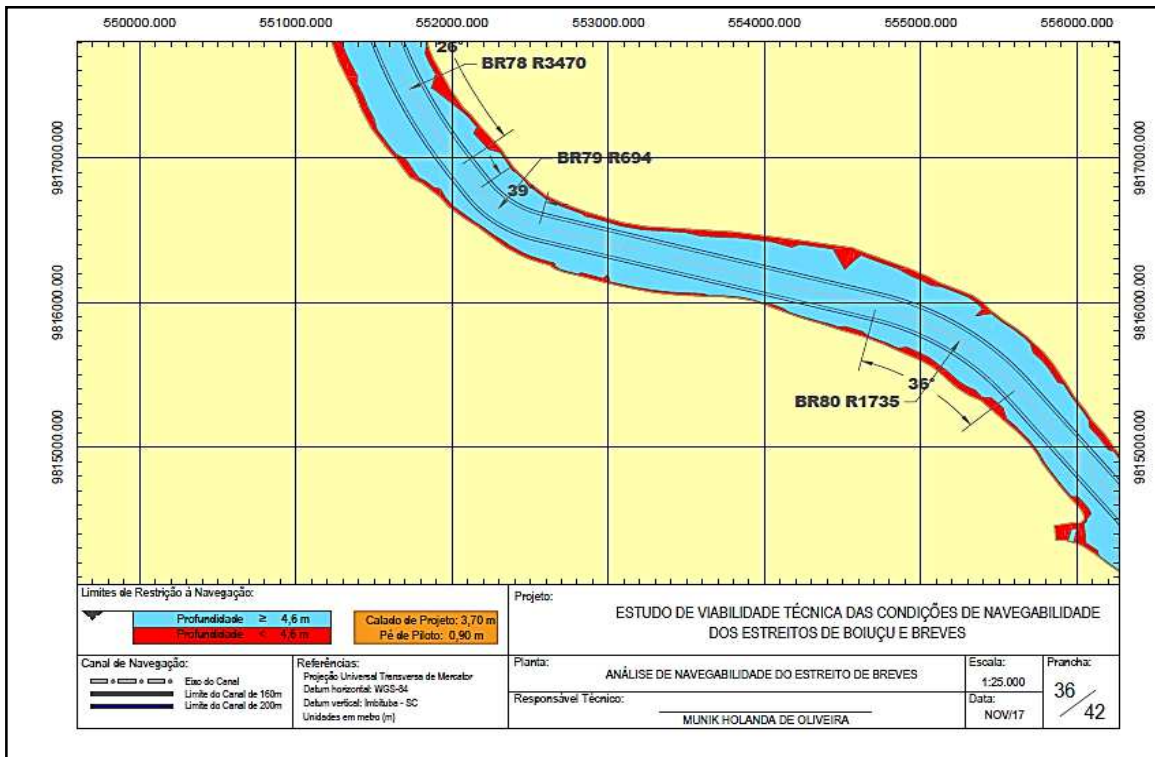 550000.000 551000.000 552000.000 553000.000 554000.000 555000.000 556000.000
26°
BR78 R3470
9817000.000
9817000.000
BR79 R694
39
9816000.000
9816000.000
36°
BR80 R1735
9815000.000
9815000.000
Limites de Restrição à Navegação:
Profundidade ≥ 4,6 m
Profundidade < 4,6 m
Calado de Projeto: 3,70 m
Pé de Piloto: 0,90 m
Projeto:
ESTUDO DE VIABILIDADE TÉCNICA DAS CONDIÇÕES DE NAVEGABILIDADE
DOS ESTREITOS DE BOIUÇU E BREVES
Canal de Navegação:
Eixo do Canal
Limite do Canal de 160m
Limite do Canal de 200m
Referências:
Projeção Universal Transversa de Mercator
Datum horizontal: WGS-84
Datum vertical: Imbituba - SC
Unidades em metro (m)
Planta:
ANÁLISE DE NAVEGABILIDADE DO ESTREITO DE BREVES
Responsável Técnico:
MUNIK HOLANDA DE OLIVEIRA
Escala:
1:25.000
Data:
NOV/17
Prancha:
36
42